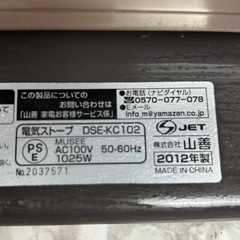 この製品についての
お問い合わせは
「山善 家電お客様サービス係」
お電話（ナビダイヤル）
0570-077-078
Eメール
info@yamazen.co.jp
電気ストーブ DSE-KC102
PS
E
MUSEE
AC100V 50-60Hz
1025W
No.2037571
JET
株式会社 山善
2012年製
MADE IN CHINA